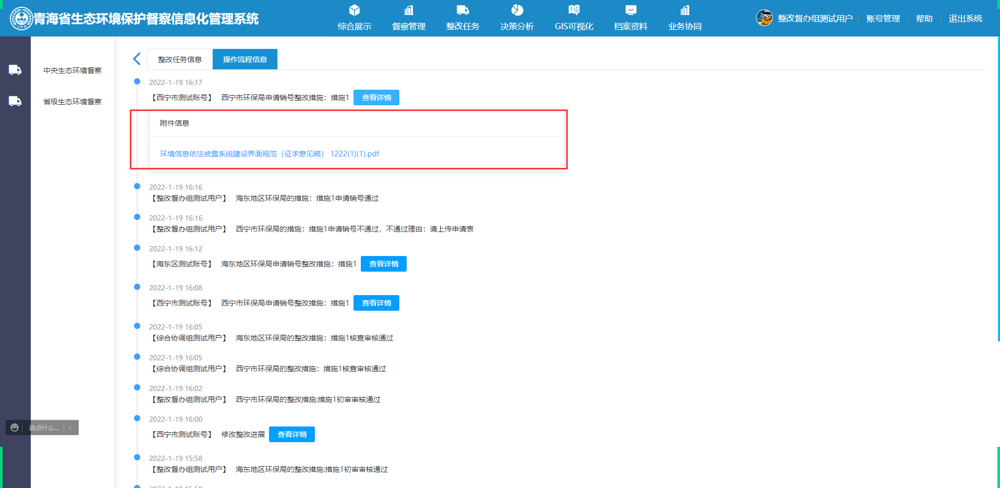 青海省生态环境保护督察信息化管理系统
综合展示
督察管理
整改任务
决策分析
GIS可视化
档案资料
业务协同
整改督办组测试用户
账号管理
帮助
退出系统
中央生态环境督察
省级生态环境督察
整改任务信息
操作流程信息
2022-1-19 16:17
【西宁市测试账号】 西宁市环保局申请销号整改措施：措施1 查看详情
附件信息
环境信息依法披露系统建设界面规范（征求意见稿） 1222(1)(1).pdf
2022-1-19 16:16
【整改督办组测试用户】 海东地区环保局的措施：措施1申请销号通过
2022-1-19 16:16
【整改督办组测试用户】 西宁市环保局的措施：措施1申请销号不通过，不通过理由：请上传申请表
2022-1-19 16:12
【海东区测试账号】 海东地区环保局申请销号整改措施：措施1 查看详情
2022-1-19 16:08
【西宁市测试账号】 西宁市环保局申请销号整改措施：措施1 查看详情
2022-1-19 16:05
【综合协调组测试用户】 海东地区环保局的整改措施：措施1核查审核通过
2022-1-19 16:05
【综合协调组测试用户】 西宁市环保局的整改措施：措施1核查审核通过
2022-1-19 16:02
【整改督办组测试用户】 西宁市环保局的整改措施:措施1初审审核通过
2022-1-19 16:00
【西宁市测试账号】 修改整改进展 查看详情
说点什么...
2022-1-19 15:58
【整改督办组测试用户】 海东地区环保局的整改措施:措施1初审审核通过